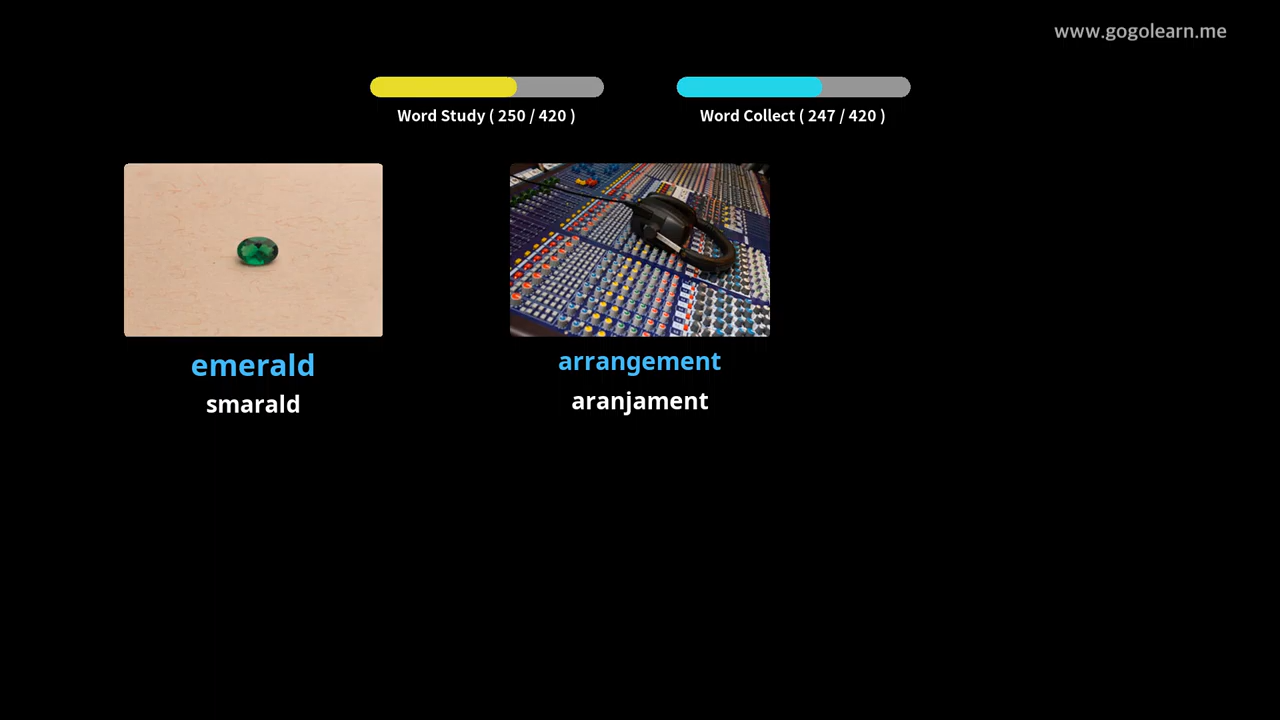 www.gogolearn.me
Word Study ( 250 / 420 )
Word Collect ( 247 / 420 )
emerald
smarald
arrangement
aranjament